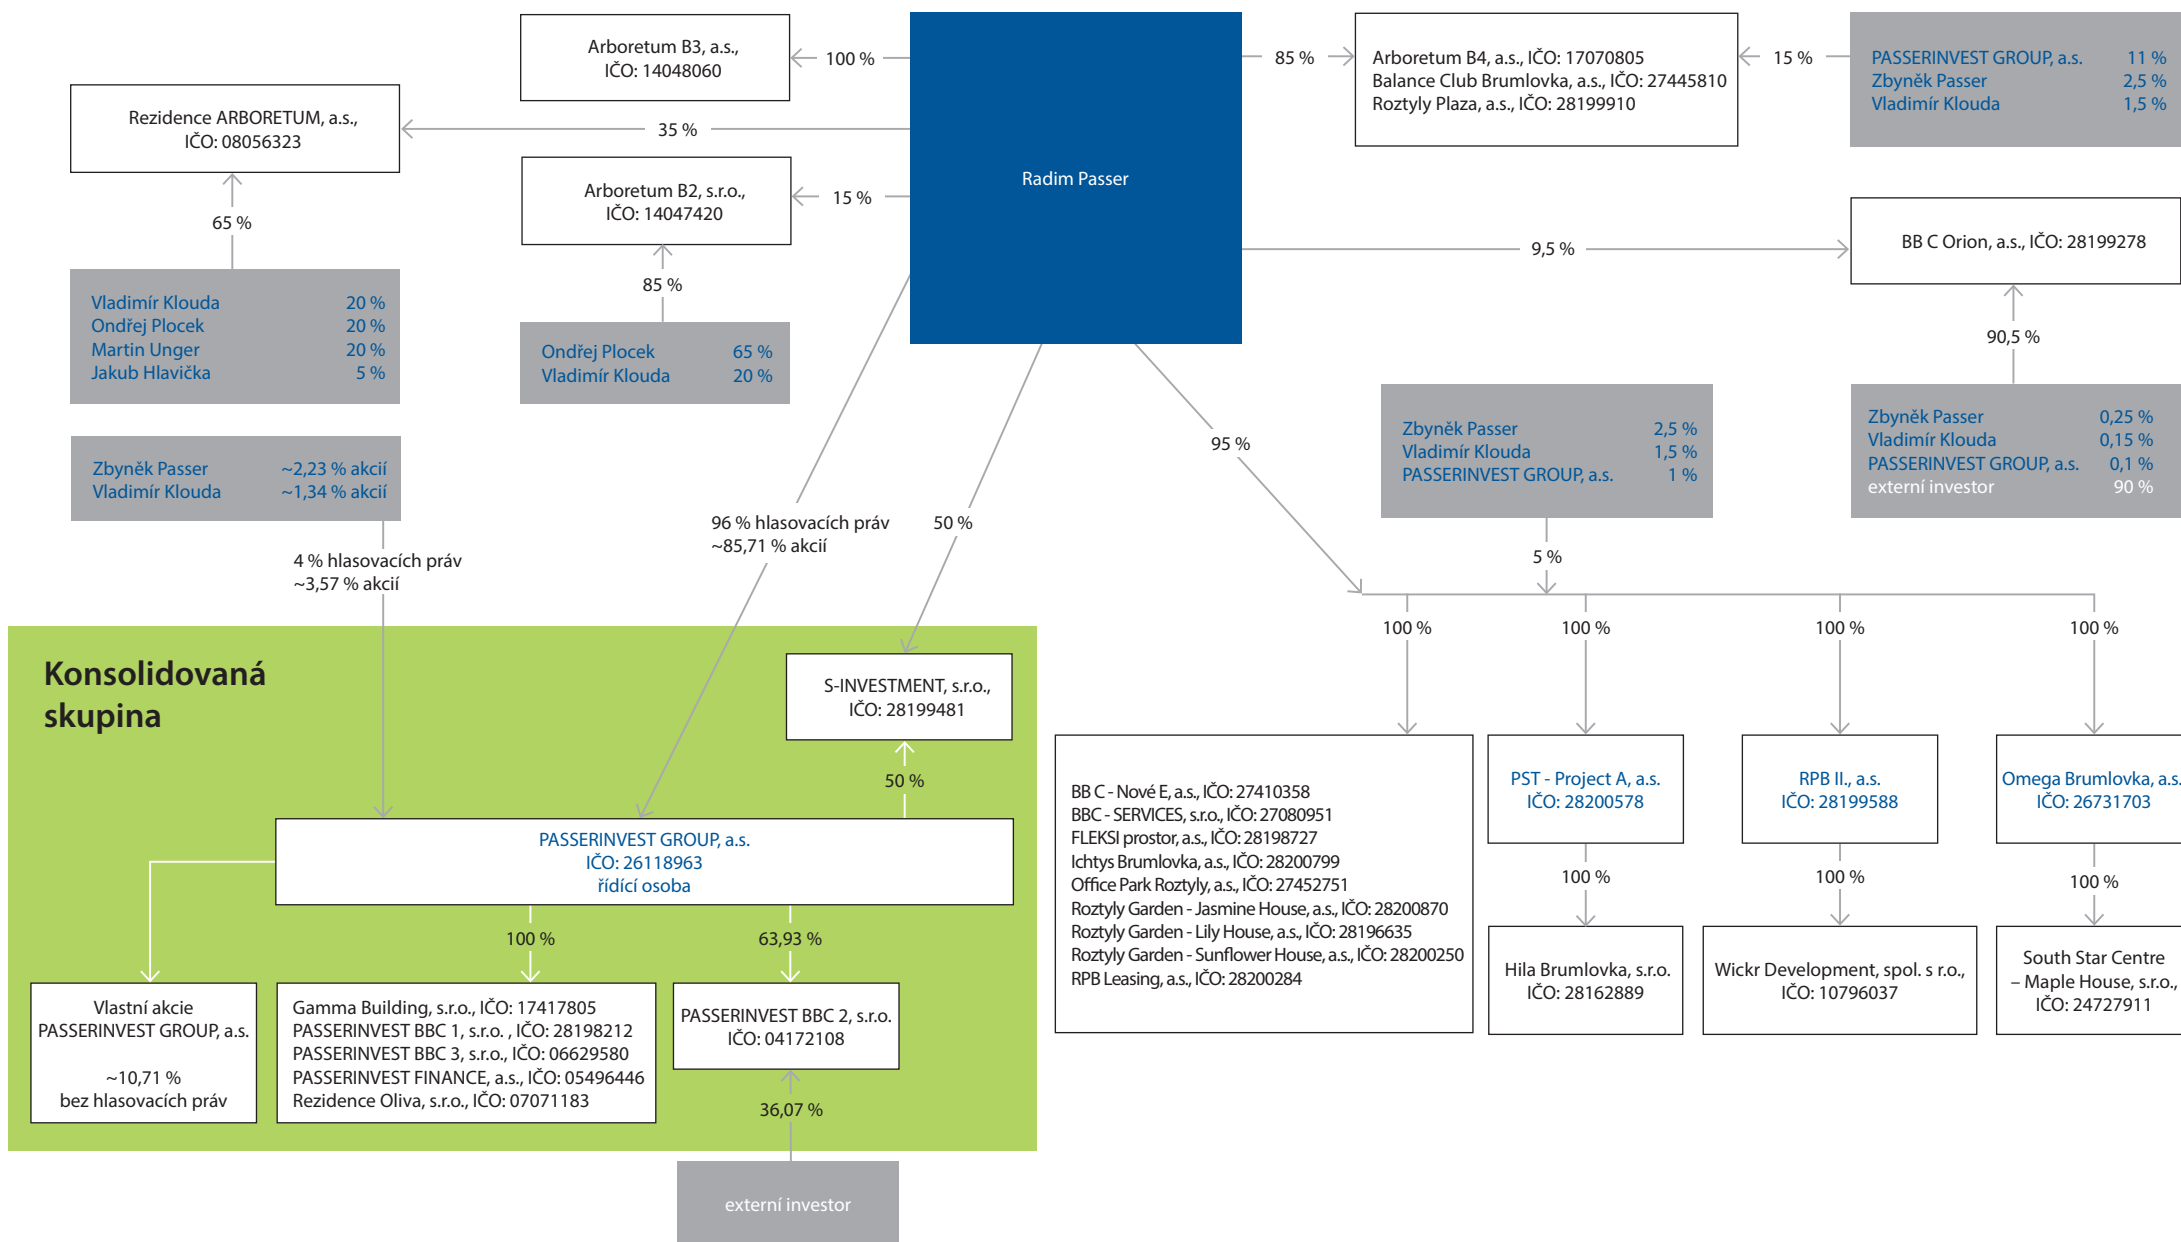 Arboretum B3, a.s.,
IČO: 14048060
100 %
Radim Passer
85 %
Arboretum B4, a.s., IČO: 17070805
Balance Club Brumlovka, a.s., IČO: 27445810
Roztyly Plaza, a.s., IČO: 28199910
15 %
PASSERINVEST GROUP, a.s. 11 %
Zbyněk Passer 2,5 %
Vladimír Klouda 1,5 %
Rezidence ARBORETUM, a.s.,
IČO: 08056323
35 %
Arboretum B2, s.r.o.,
IČO: 14047420
15 %
65 %
Vladimír Klouda 20 %
Ondřej Plocek 20 %
Martin Unger 20 %
Jakub Hlavička 5 %
85 %
Ondřej Plocek 65 %
Vladimír Klouda 20 %
9,5 %
BB C Orion, a.s., IČO: 28199278
90,5 %
Zbyněk Passer 0,25 %
Vladimír Klouda 0,15 %
PASSERINVEST GROUP, a.s. 0,1 %
externí investor 90 %
Zbyněk Passer ~2,23 % akcií
Vladimír Klouda ~1,34 % akcií
4 % hlasovacích práv
~3,57 % akcií
96 % hlasovacích práv
~85,71 % akcií
50 %
95 %
Zbyněk Passer 2,5 %
Vladimír Klouda 1,5 %
PASSERINVEST GROUP, a.s. 1 %
5 %
100 %
100 %
100 %
100 %
Konsolidovaná
skupina
S-INVESTMENT, s.r.o.,
IČO: 28199481
50 %
PASSERINVEST GROUP, a.s.
IČO: 26118963
řídící osoba
100 %
63,93 %
Vlastní akcie
PASSERINVEST GROUP, a.s.
~10,71 %
bez hlasovacích práv
Gamma Building, s.r.o., IČO: 17417805
PASSERINVEST BBC 1, s.r.o. , IČO: 28198212
PASSERINVEST BBC 3, s.r.o., IČO: 06629580
PASSERINVEST FINANCE, a.s., IČO: 05496446
Rezidence Oliva, s.r.o., IČO: 07071183
PASSERINVEST BBC 2, s.r.o.
IČO: 04172108
36,07 %
externí investor
BB C - Nové E, a.s., IČO: 27410358
BBC - SERVICES, s.r.o., IČO: 27080951
FLEKSI prostor, a.s., IČO: 28198727
Ichtys Brumlovka, a.s., IČO: 28200799
Office Park Roztyly, a.s., IČO: 27452751
Roztyly Garden - Jasmine House, a.s., IČO: 28200870
Roztyly Garden - Lily House, a.s., IČO: 28196635
Roztyly Garden - Sunflower House, a.s., IČO: 28200250
RPB Leasing, a.s., IČO: 28200284
PST - Project A, a.s.
IČO: 28200578
100 %
Hila Brumlovka, s.r.o.
IČO: 28162889
RPB II., a.s.
IČO: 28199588
100 %
Wickr Development, spol. s r.o.,
IČO: 10796037
Omega Brumlovka, a.s.
IČO: 26731703
100 %
South Star Centre
– Maple House, s.r.o.,
IČO: 24727911